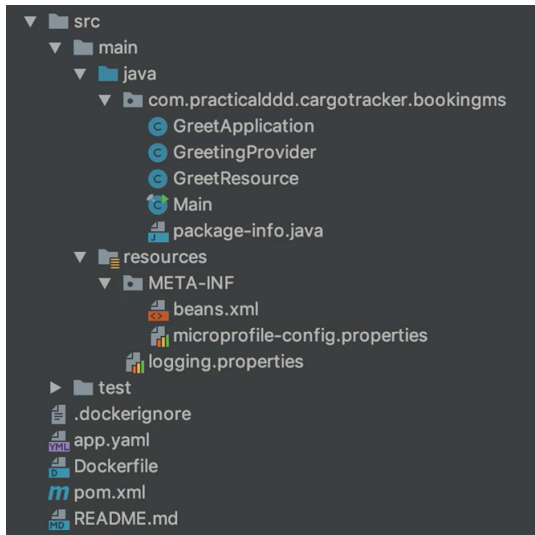 src
main
java
com.practicalddd.cargotracker.bookingms
GreetApplication
GreetingProvider
GreetResource
Main
package-info.java
resources
META-INF
beans.xml
microprofile-config.properties
logging.properties
test
.dockerignore
app.yaml
Dockerfile
pom.xml
README.md